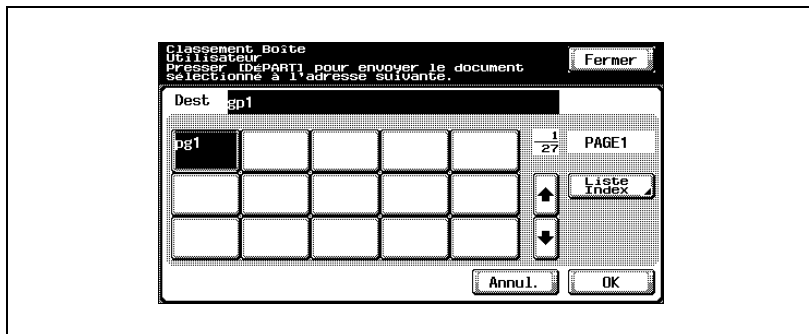 Classement Boîte
Utilisateur
Presser [DéPART] pour envoyer le document
sélectionné à l'adresse suivante.
Fermer
Dest gp1
pg1
1
27
PAGE1
Liste
Index
Annul.
OK